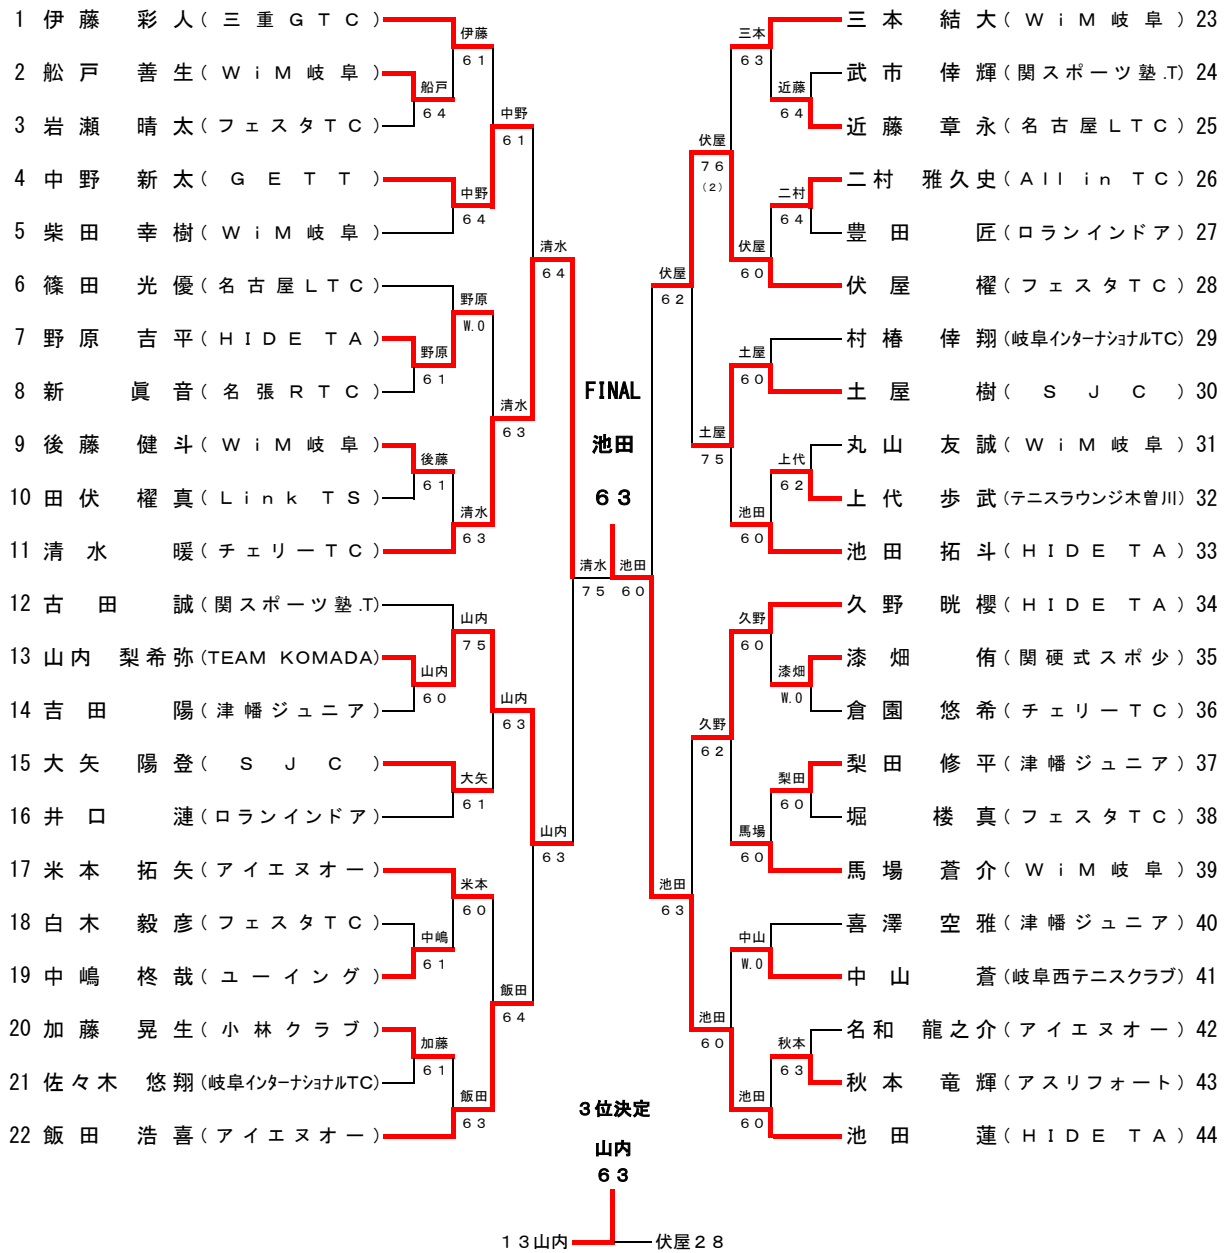 1 伊藤 彩人(三重GTC)
2 舩戸 善生(WiM岐阜)
3 岩瀬 晴太(フェスタTC)
4 中野 新太(GETT)
5 柴田 幸樹(WiM岐阜)
6 篠田 光優(名古屋LTC)
7 野原 吉平(HIDE TA)
8 新 眞音(名張RTC)
9 後藤 健斗(WiM岐阜)
10 田伏 櫂真(Link TS)
11 清水 暖(チェリーTC)
12 古田 誠(関スポーツ塾.T)
13 山内 梨希弥(TEAM KOMADA)
14 吉田 陽(津幡ジュニア)
15 大矢 陽登(SJC)
16 井口 漣(ロランインドア)
17 米本 拓矢(アイエヌオー)
18 白木 毅彦(フェスタTC)
19 中嶋 柊哉(ユーイング)
20 加藤 晃生(小林クラブ)
21 佐々木 悠翔(岐阜インターナショナルTC)
22 飯田 浩喜(アイエヌオー)
船戸
64
野原
61
後藤
61
山内
60
中嶋
61
加藤
61
伊藤
61
中野
64
野原
W.0
清水
63
山内
75
大矢
61
米本
60
飯田
63
中野
61
清水
63
山内
63
飯田
64
清水
64
山内
63
清水
75
FINAL
池田
63
池田
60
伏屋
62
池田
63
伏屋
76
(2)
土屋
75
久野
62
池田
60
三本
63
伏屋
60
土屋
60
池田
60
久野
60
馬場
60
中山
W.0
池田
60
近藤
64
二村
64
上代
62
漆畑
W.0
梨田
60
秋本
63
三本 結大(WiM岐阜) 23
武市 倖輝(関スポーツ塾.T) 24
近藤 章永(名古屋LTC) 25
二村 雅久史(All in TC) 26
豊田 匠(ロランインドア) 27
伏屋 櫂(フェスタTC) 28
村椿 倖翔(岐阜インターナショナルTC) 29
土屋 樹(SJC) 30
丸山 友誠(WiM岐阜) 31
上代 歩武(テニスラウンジ木曽川) 32
池田 拓斗(HIDE TA) 33
久野 晄櫻(HIDE TA) 34
漆畑 侑(関硬式スポ少) 35
倉園 悠希(チェリーTC) 36
梨田 修平(津幡ジュニア) 37
堀 楼真(フェスタTC) 38
馬場 蒼介(WiM岐阜) 39
喜澤 空雅(津幡ジュニア) 40
中山 蒼(岐阜西テニスクラブ) 41
名和 龍之介(アイエヌオー) 42
秋本 竜輝(アスリフォート) 43
池田 蓮(HIDE TA) 44
3位決定
山内
63
13山内 伏屋28